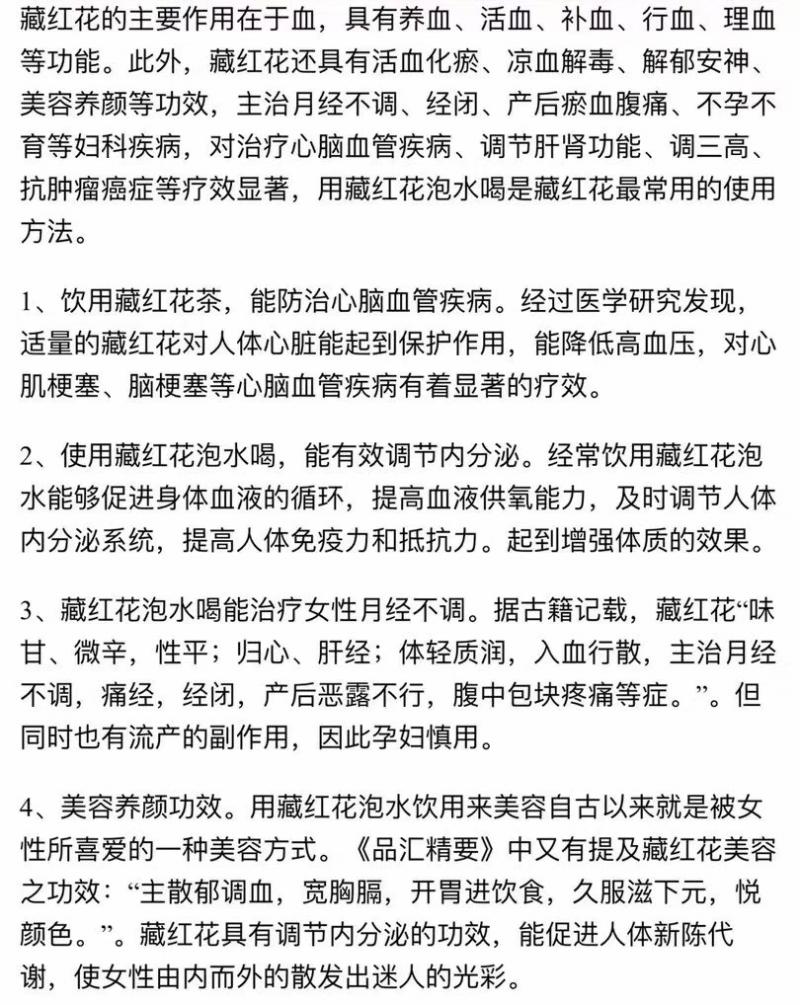 藏红花的主要作用在于血，具有养血、活血、补血、行血、理血
等功能。此外，藏红花还具有活血化瘀、凉血解毒、解郁安神、
美容养颜等功效，主治月经不调、经闭、产后瘀血腹痛、不孕不
育等妇科疾病，对治疗心脑血管疾病、调节肝肾功能、调三高、
抗肿瘤癌症等疗效显著，用藏红花泡水喝是藏红花最常用的使用
方法。
1、饮用藏红花茶，能防治心脑血管疾病。经过医学研究发现，
适量的藏红花对人体心脏能起到保护作用，能降低高血压，对心
肌梗塞、脑梗塞等心脑血管疾病有着显著的疗效。
2、使用藏红花泡水喝，能有效调节内分泌。经常饮用藏红花泡
水能够促进身体血液的循环，提高血液供氧能力，及时调节人体
内分泌系统，提高人体免疫力和抵抗力。起到增强体质的效果。
3、藏红花泡水喝能治疗女性月经不调。据古籍记载，藏红花“味
甘、微辛，性平；归心、肝经；体轻质润，入血行散，主治月经
不调，痛经，经闭，产后恶露不行，腹中包块疼痛等症。”。但
同时也有流产的副作用，因此孕妇慎用。
4、美容养颜功效。用藏红花泡水饮用来美容自古以来就是被女
性所喜爱的一种美容方式。《品汇精要》中又有提及藏红花美容
之功效：“主散郁调血，宽胸膈，开胃进饮食，久服滋下元，悦
颜色。”。藏红花具有调节内分泌的功效，能促进人体新陈代
谢，使女性由内而外的散发出迷人的光彩。